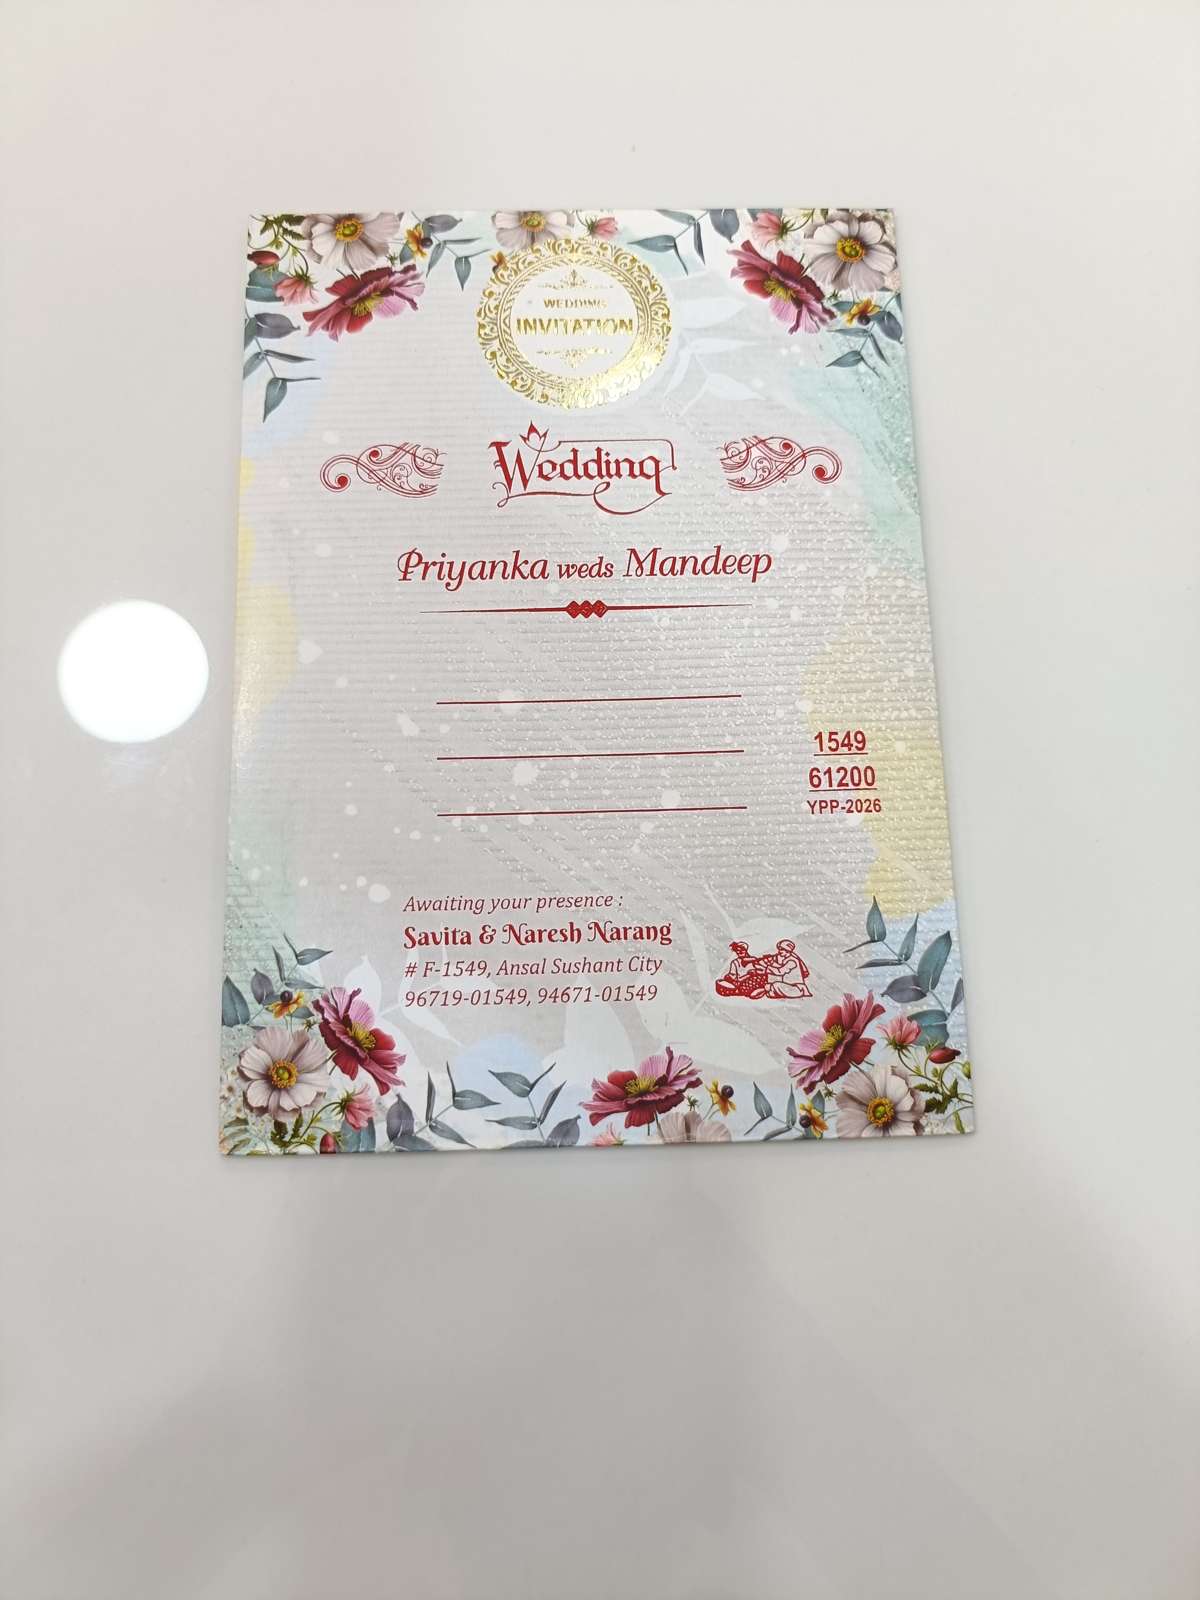 WEDDING
INVITATION
Wedding
Priyanka weds Mandeep
1549
61200
YPP-2026
Awaiting your presence :
Savita & Naresh Narang
# F-1549, Ansal Sushant City
96719-01549, 94671-01549